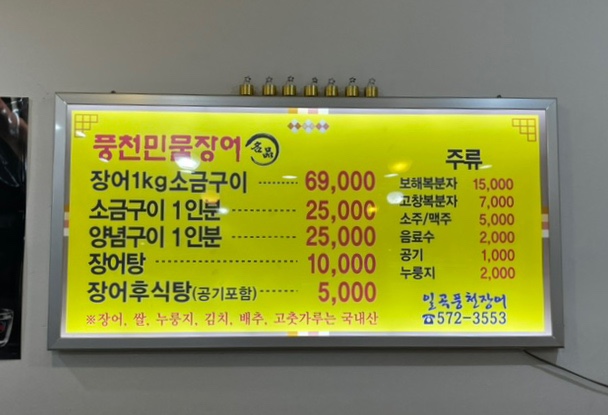 풍천민물장어 名品
장어1kg소금구이 69,000
소금구이 1인분 25,000
양념구이 1인분 25,000
장어탕 10,000
장어후식탕(공기포함) 5,000
※장어, 쌀, 누룽지, 김치, 배추, 고춧가루는 국내산
주류
보해복분자 15,000
고창복분자 7,000
소주/맥주 5,000
음료수 2,000
공기 1,000
누룽지 2,000
일곡풍천장어
☎572-3553